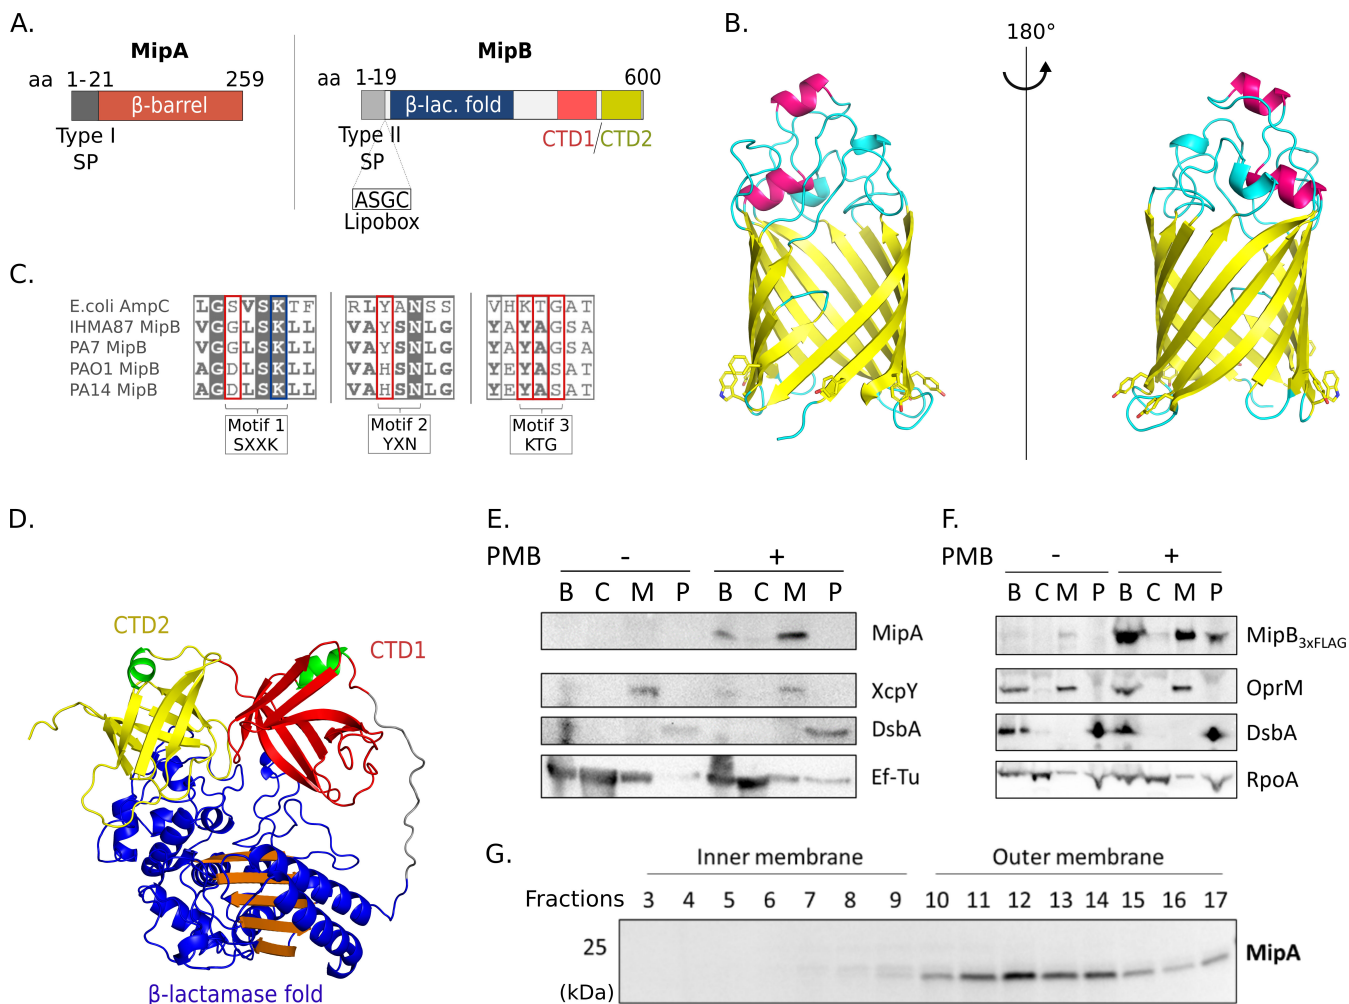 A.
MipA
aa 1-21 259
β-barrel
Type I
SP
MipB
aa 1-19 600
β-lac. fold
Type II
SP
CTD1/CTD2
ASGC
Lipobox
B.
180°
C.
E.coli AmpC LGSVSKTF RLYANSS VHKTGAT
IHMA87 MipB VGGLSKLL VAYSNLG YAYAGSA
PA7 MipB VGGLSKLL VAYSNLG YAYAGSA
PAO1 MipB AGDLSKLL VAHSNLG YEYASAT
PA14 MipB AGDLSKLL VAHSNLG YEYASAT
Motif 1
SXXK
Motif 2
YXN
Motif 3
KTG
D.
CTD2
CTD1
β-lactamase fold
E.
PMB - +
B C M P B C M P
MipA
XcpY
DsbA
Ef-Tu
F.
PMB - +
B C M P B C M P
MipB3xFLAG
OprM
DsbA
RpoA
G.
Inner membrane Outer membrane
Fractions 3 4 5 6 7 8 9 10 11 12 13 14 15 16 17
25
(kDa)
MipA